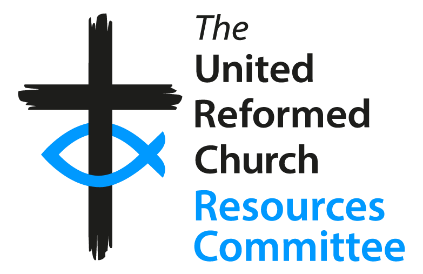 The
United
Reformed
Church
Resources
Committee